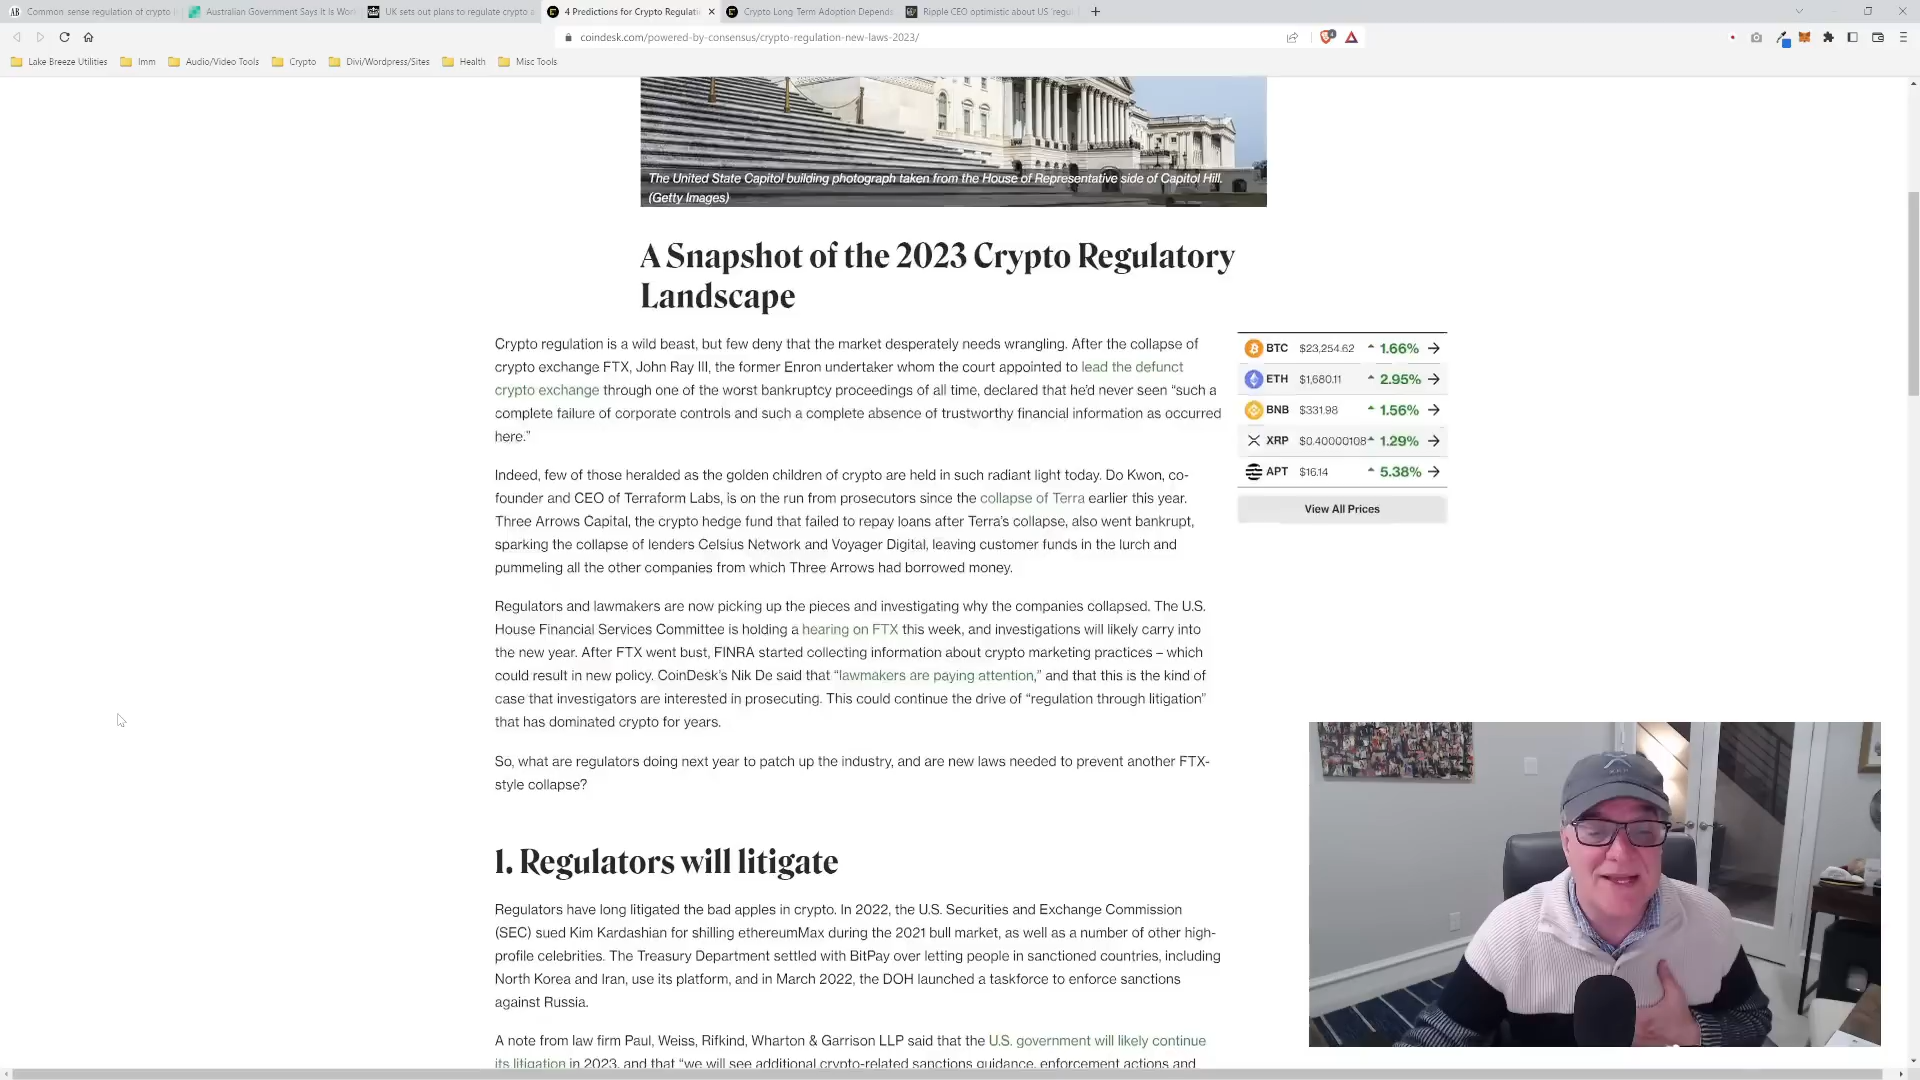 Common sense regulation of crypto i
Australian Government Says It Is Wor
UK sets out plans to regulate crypto a
4 Predictions for Crypto Regulati
Crypto Long-Term Adoption Depend
Ripple CEO optimistic about US 'regu
coindesk.com/powered-by-consensus/crypto-regulation-new-laws-2023/
Lake Breeze Utilities
Imm
Audio/Video Tools
Crypto
Divi/Wordpress/Sites
Health
Misc Tools
The United State Capitol building photograph taken from the House of Representative side of Capitol Hill.
(Getty Images)
A Snapshot of the 2023 Crypto Regulatory
Landscape
Crypto regulation is a wild beast, but few deny that the market desperately needs wrangling. After the collapse of
crypto exchange FTX, John Ray III, the former Enron undertaker whom the court appointed to lead the defunct
crypto exchange through one of the worst bankruptcy proceedings of all time, declared that he'd never seen “such a
complete failure of corporate controls and such a complete absence of trustworthy financial information as occurred
here.”
Indeed, few of those heralded as the golden children of crypto are held in such radiant light today. Do Kwon, co-
founder and CEO of Terraform Labs, is on the run from prosecutors since the collapse of Terra earlier this year.
Three Arrows Capital, the crypto hedge fund that failed to repay loans after Terra's collapse, also went bankrupt,
sparking the collapse of lenders Celsius Network and Voyager Digital, leaving customer funds in the lurch and
pummeling all the other companies from which Three Arrows had borrowed money.
Regulators and lawmakers are now picking up the pieces and investigating why the companies collapsed. The U.S.
House Financial Services Committee is holding a hearing on FTX this week, and investigations will likely carry into
the new year. After FTX went bust, FINRA started collecting information about crypto marketing practices – which
could result in new policy. CoinDesk's Nik De said that “lawmakers are paying attention,” and that this is the kind of
case that investigators are interested in prosecuting. This could continue the drive of “regulation through litigation”
that has dominated crypto for years.
So, what are regulators doing next year to patch up the industry, and are new laws needed to prevent another FTX-
style collapse?
1. Regulators will litigate
Regulators have long litigated the bad apples in crypto. In 2022, the U.S. Securities and Exchange Commission
(SEC) sued Kim Kardashian for shilling ethereumMax during the 2021 bull market, as well as a number of other high-
profile celebrities. The Treasury Department settled with BitPay over letting people in sanctioned countries, including
North Korea and Iran, use its platform, and in March 2022, the DOH launched a taskforce to enforce sanctions
against Russia.
A note from law firm Paul, Weiss, Rifkind, Wharton & Garrison LLP said that the U.S. government will likely continue
its litigation in 2023, and that “we will see additional crypto-related sanctions guidance, enforcement actions and
BTC $23,254.62 1.66%
ETH $1,680.11 2.95%
BNB $331.98 1.56%
XRP $0.40000108 1.29%
APT $16.14 5.38%
View All Prices